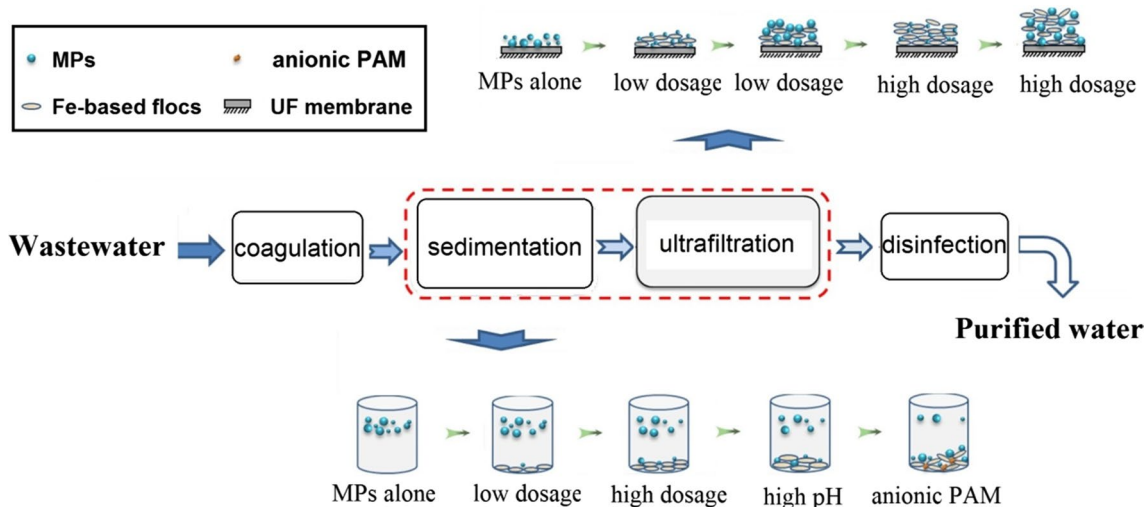 MPs
anionic PAM
Fe-based flocs
UF membrane
MPs alone
low dosage
low dosage
high dosage
high dosage
Wastewater
coagulation
sedimentation
ultrafiltration
disinfection
Purified water
MPs alone
low dosage
high dosage
high pH
anionic PAM